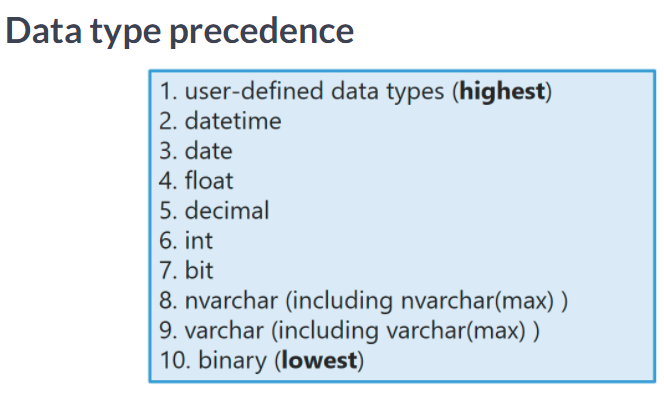 Data type precedence
1. user-defined data types (highest)
2. datetime
3. date
4. float
5. decimal
6. int
7. bit
8. nvarchar (including nvarchar(max) )
9. varchar (including varchar(max) )
10. binary (lowest)